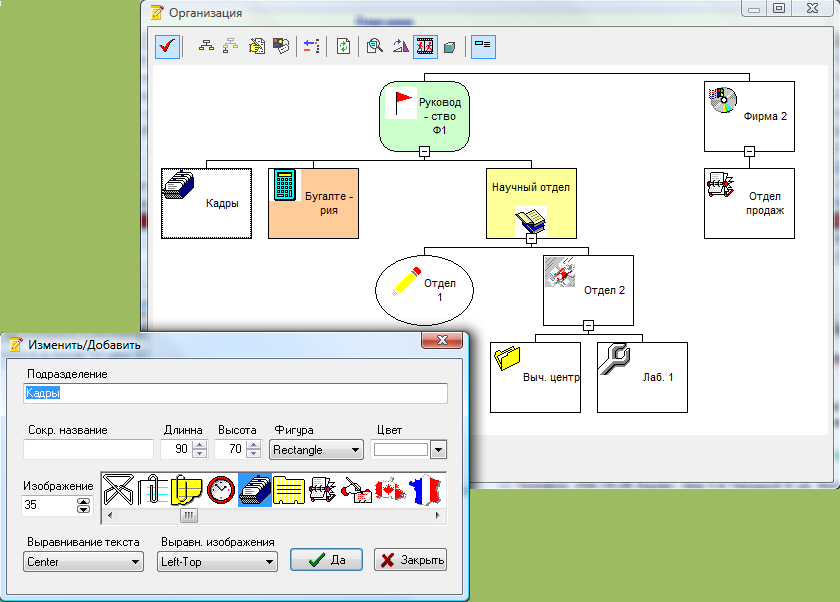 Организация
Руковод
- ство
Ф1
Фирма 2
Кадры
Бугалте -
рия
Научный отдел
Отдел
продаж
Отдел
1
Отдел 2
Выч. центр
Лаб. 1
Изменить/Добавить
Подразделение
Кадры
Сокр. название
Длинна
Высота
Фигура
Цвет
90
70
Rectangle
Изображение
35
Выравнивание текста
Выравн. изображения
Center
Left-Top
Да
Закрыть